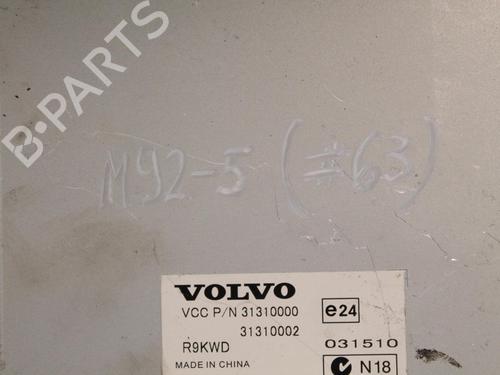 B-PARTS
M92-5 (#63)
VOLVO
VCC P/N 31310000
31310002
e24
R9KWD
031510
MADE IN CHINA
N18